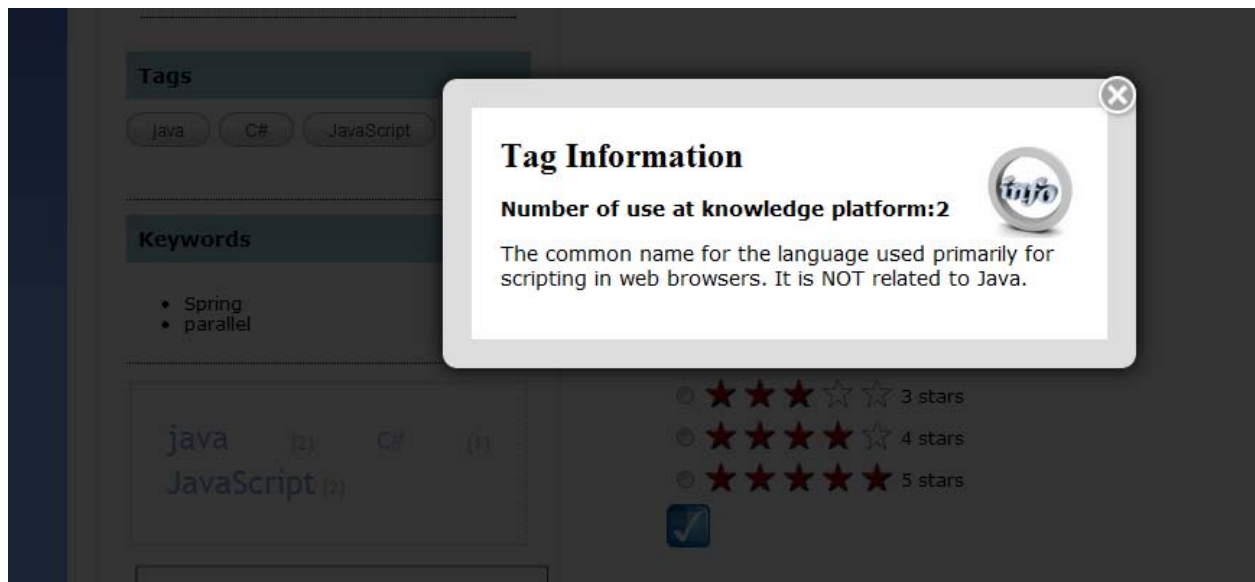 Tags
java C# JavaScript
Keywords
Spring
parallel
java (2) C# (1)
JavaScript (2)
Tag Information
info
Number of use at knowledge platform:2
The common name for the language used primarily for
scripting in web browsers. It is NOT related to Java.
3 stars
4 stars
5 stars